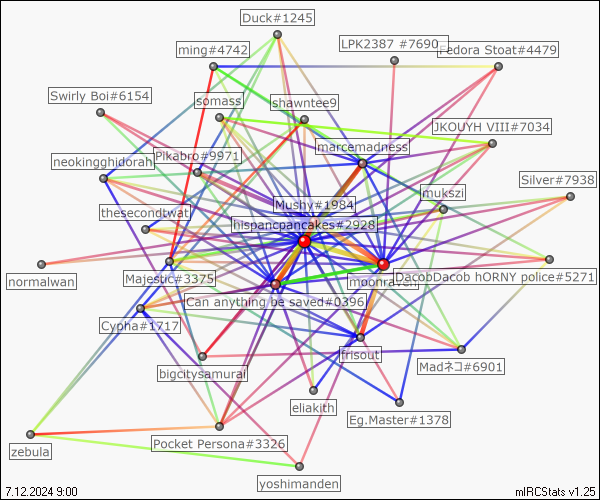 Duck#1245
ming#4742
LPK2387 #7690
Fedora Stoat#4479
Swirly Boi#6154
somass
shawntee9
JKOUYH VIII#7034
marcemadness
Pikabro#9971
neokingghidorah
Silver#7938
mukszi
Mushy#1984
thesecondtwat
hispancpancakes#2928
normalwan
Majestic#3375
moonraven
DacobDacob hORNY police#5271
Can anything be saved#0396
Cypha#1717
frisout
Madネコ#6901
bigcitysamurai
eliakith
Eg.Master#1378
Pocket Persona#3326
zebula
yoshimanden
7.12.2024 9:00
mIRCStats v1.25